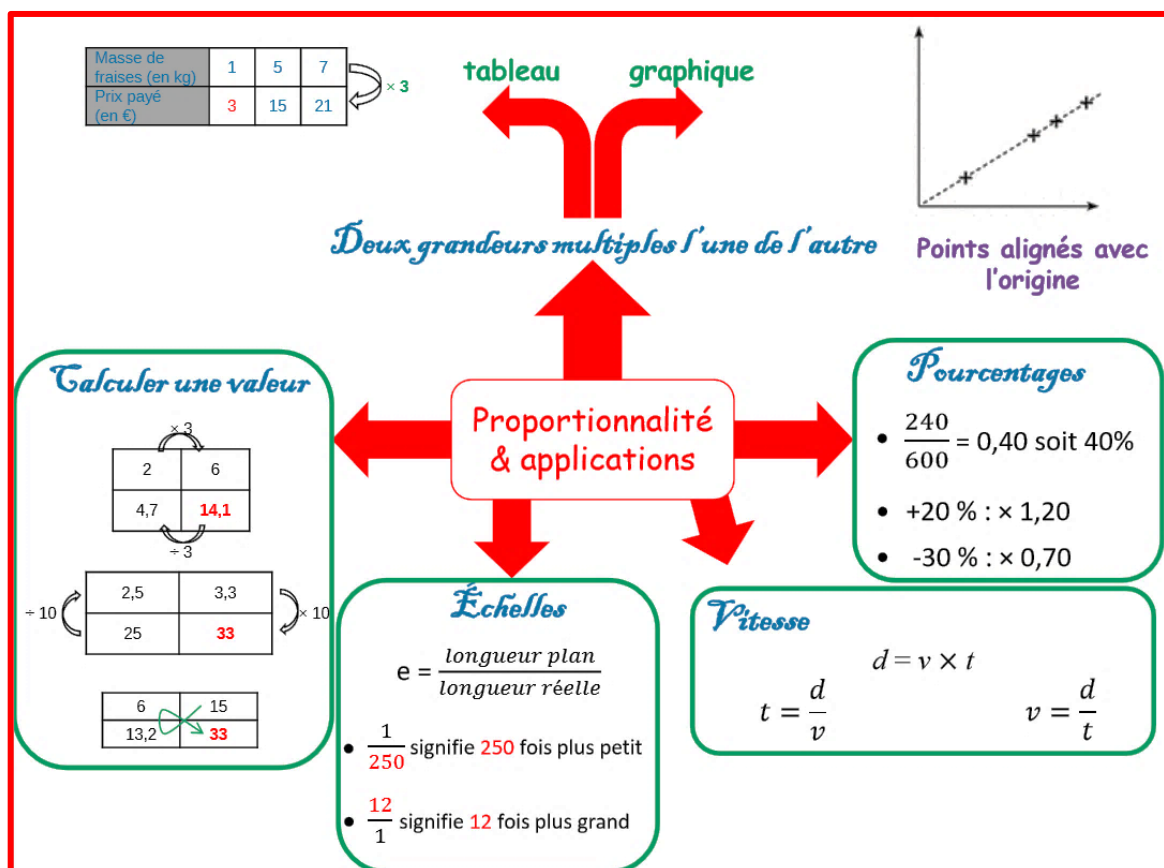 Masse de
fraises (en kg) 1 5 7
× 3
Prix payé
(en €) 3 15 21
tableau
graphique
Deux grandeurs multiples l'une de l'autre
Points alignés avec
l'origine
Calculer une valeur
× 3
2 6
4,7 14,1
÷ 3
÷ 10
2,5 3,3
× 10
25 33
6 15
13,2 33
Proportionnalité
& applications
Pourcentages
• 240/600 = 0,40 soit 40%
• +20 % : × 1,20
• -30 % : × 0,70
Échelles
e = longueur plan/longueur réelle
• 1/250 signifie 250 fois plus petit
• 12/1 signifie 12 fois plus grand
Vitesse
d = v × t
t = d/v
v = d/t